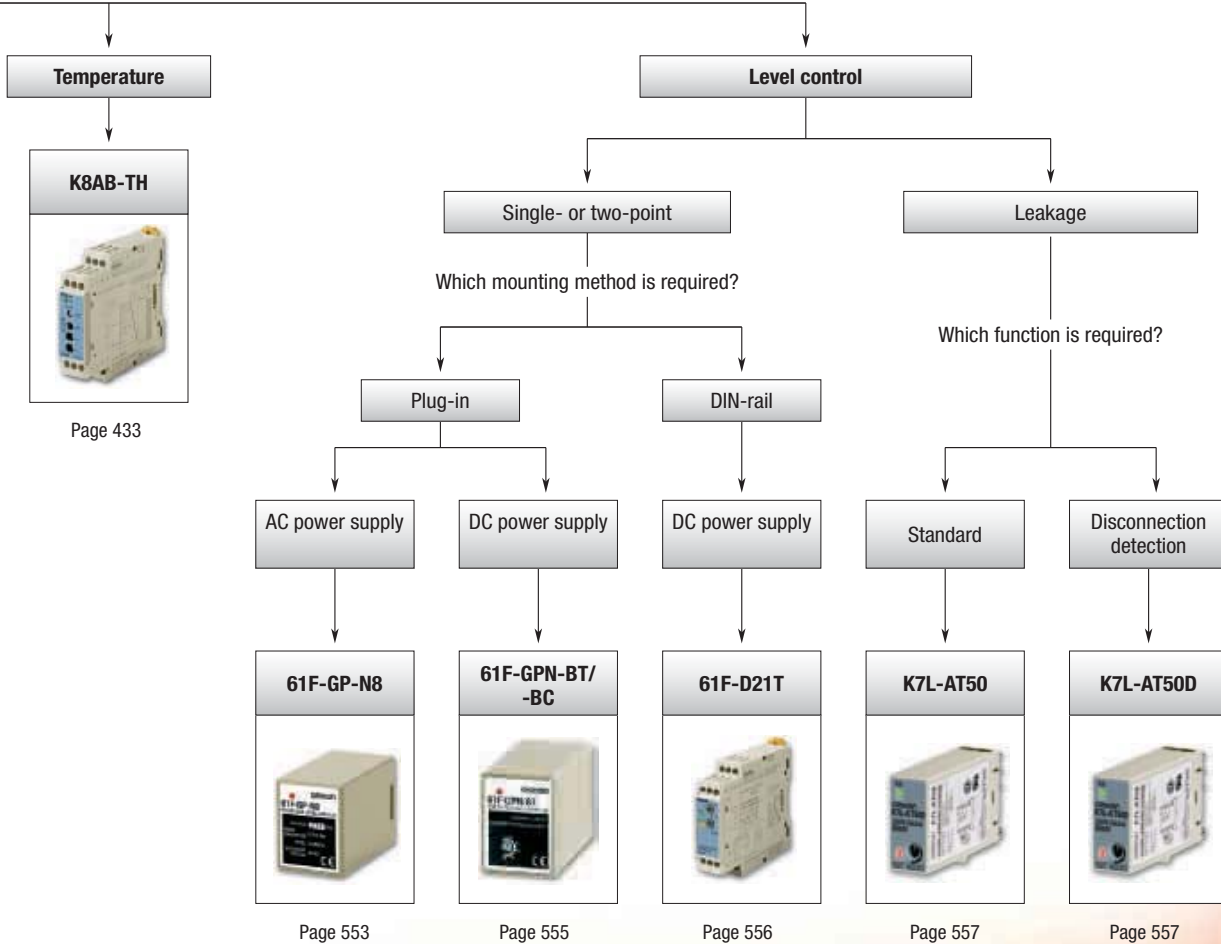 Temperature
Level control
K8AB-TH
Single- or two-point
Leakage
Which mounting method is required?
Which function is required?
Plug-in
DIN-rail
Page 433
AC power supply
DC power supply
DC power supply
Standard
Disconnection
detection
61F-GP-N8
61F-GPN-BT/
-BC
61F-D21T
K7L-AT50
K7L-AT50D
Page 553
Page 555
Page 556
Page 557
Page 557